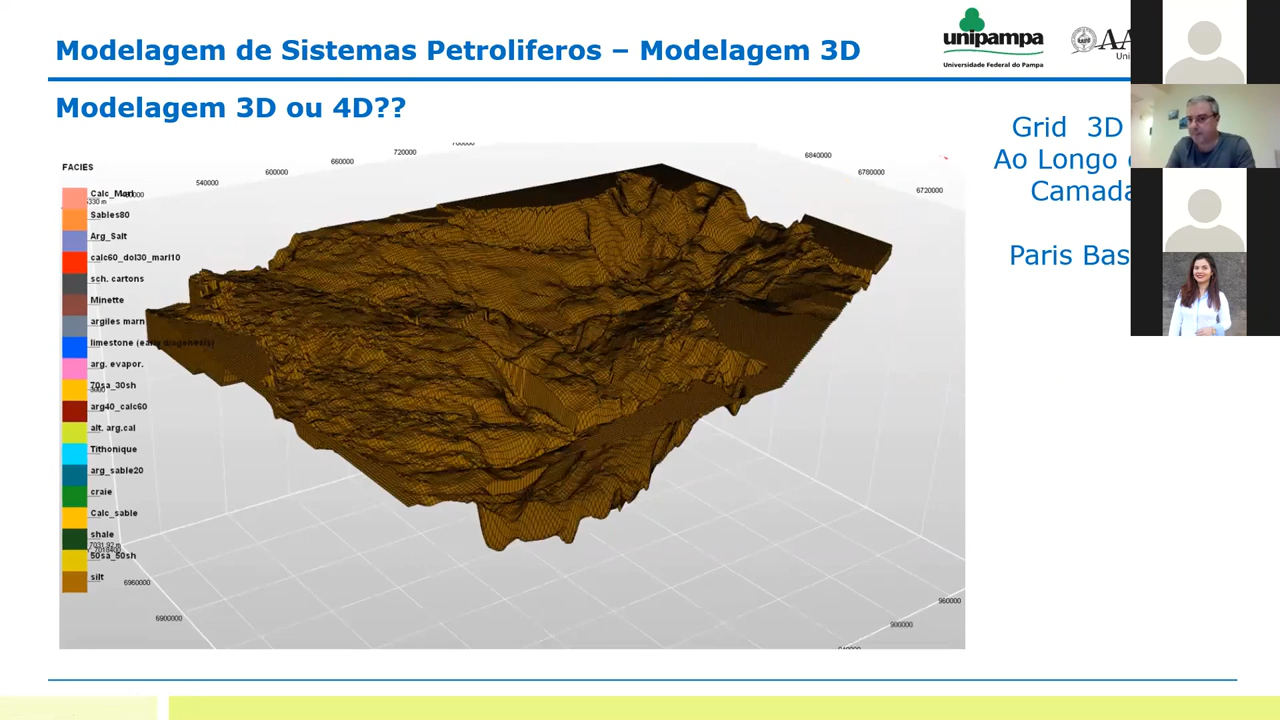 Modelagem de Sistemas Petroliferos – Modelagem 3D
unipampa
Universidade Federal do Pampa
Modelagem 3D ou 4D??
Grid 3D
Ao Longo
Camada
Paris Bas
FACIES
Calc_Marl
Sables80
Arg_Salt
calc60_dol30_marl10
sch. cartons
Minette
argiles marn
limestone (early diagenesis)
arg. evapor.
70sa_30sh
arg40_calc60
alt. arg.cal
Tithonique
arg_sable20
craie
Calc_sable
shale
50sa_50sh
silt
540000
600000
660000
720000
6840000
6780000
6720000
6960000
6900000
960000
900000